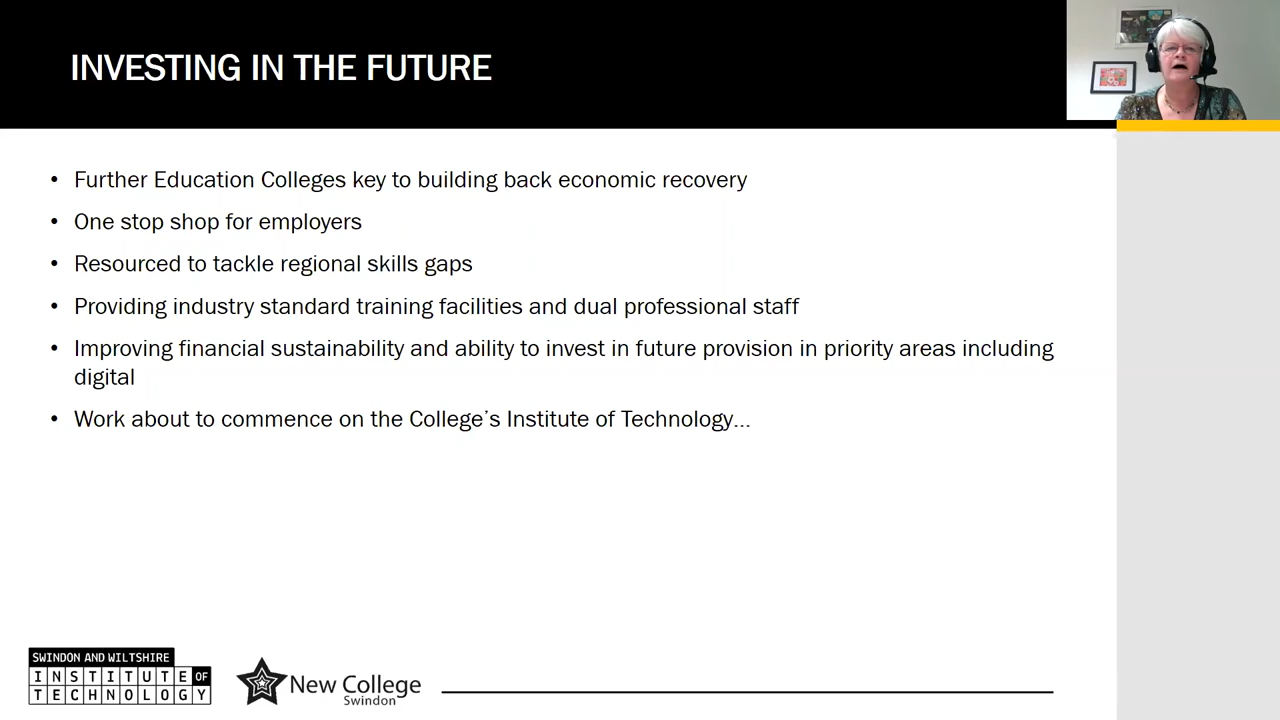 INVESTING IN THE FUTURE
• Further Education Colleges key to building back economic recovery
• One stop shop for employers
• Resourced to tackle regional skills gaps
• Providing industry standard training facilities and dual professional staff
• Improving financial sustainability and ability to invest in future provision in priority areas including
digital
• Work about to commence on the College’s Institute of Technology...
SWINDON AND WILTSHIRE
INSTITUTE OF
TECHNOLOGY
New College
Swindon